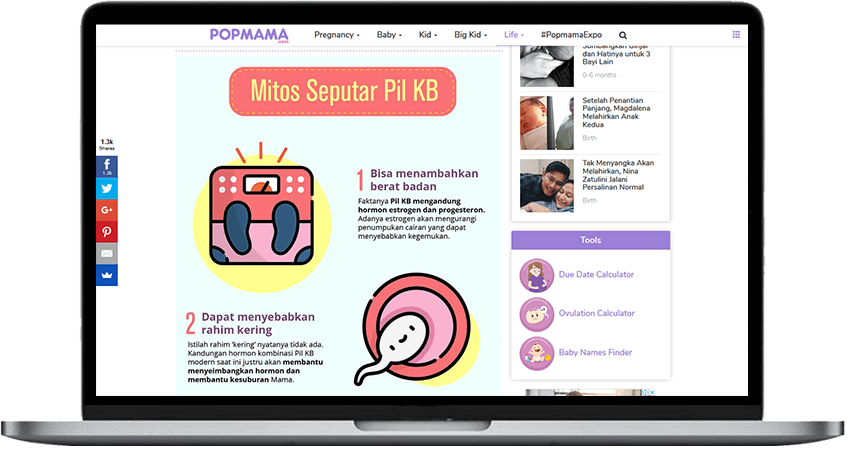 POPMAMA
.com
Pregnancy
Baby
Kid
Big Kid
Life
#PopmamaExpo
1.3k
Shares
1.3k
Mitos Seputar Pil KB
1 Bisa menambahkan
berat badan
Faktanya Pil KB mengandung
hormon estrogen dan progesteron.
Adanya estrogen akan mengurangi
penumpukan cairan yang dapat
menyebabkan kegemukan.
2 Dapat menyebabkan
rahim kering
Istilah rahim ‘kering’ nyatanya tidak ada.
Kandungan hormon kombinasi Pil KB
modern saat ini justru akan membantu
menyeimbangkan hormon dan
membantu kesuburan Mama.
Sumbangkan Ginjal
dan Hatinya untuk 3
Bayi Lain
0-6 months
Setelah Penantian
Panjang, Magdalena
Melahirkan Anak
Kedua
Birth
Tak Menyangka Akan
Melahirkan, Nina
Zatulini Jalani
Persalinan Normal
Birth
Tools
Due Date Calculator
Ovulation Calculator
Baby Names Finder